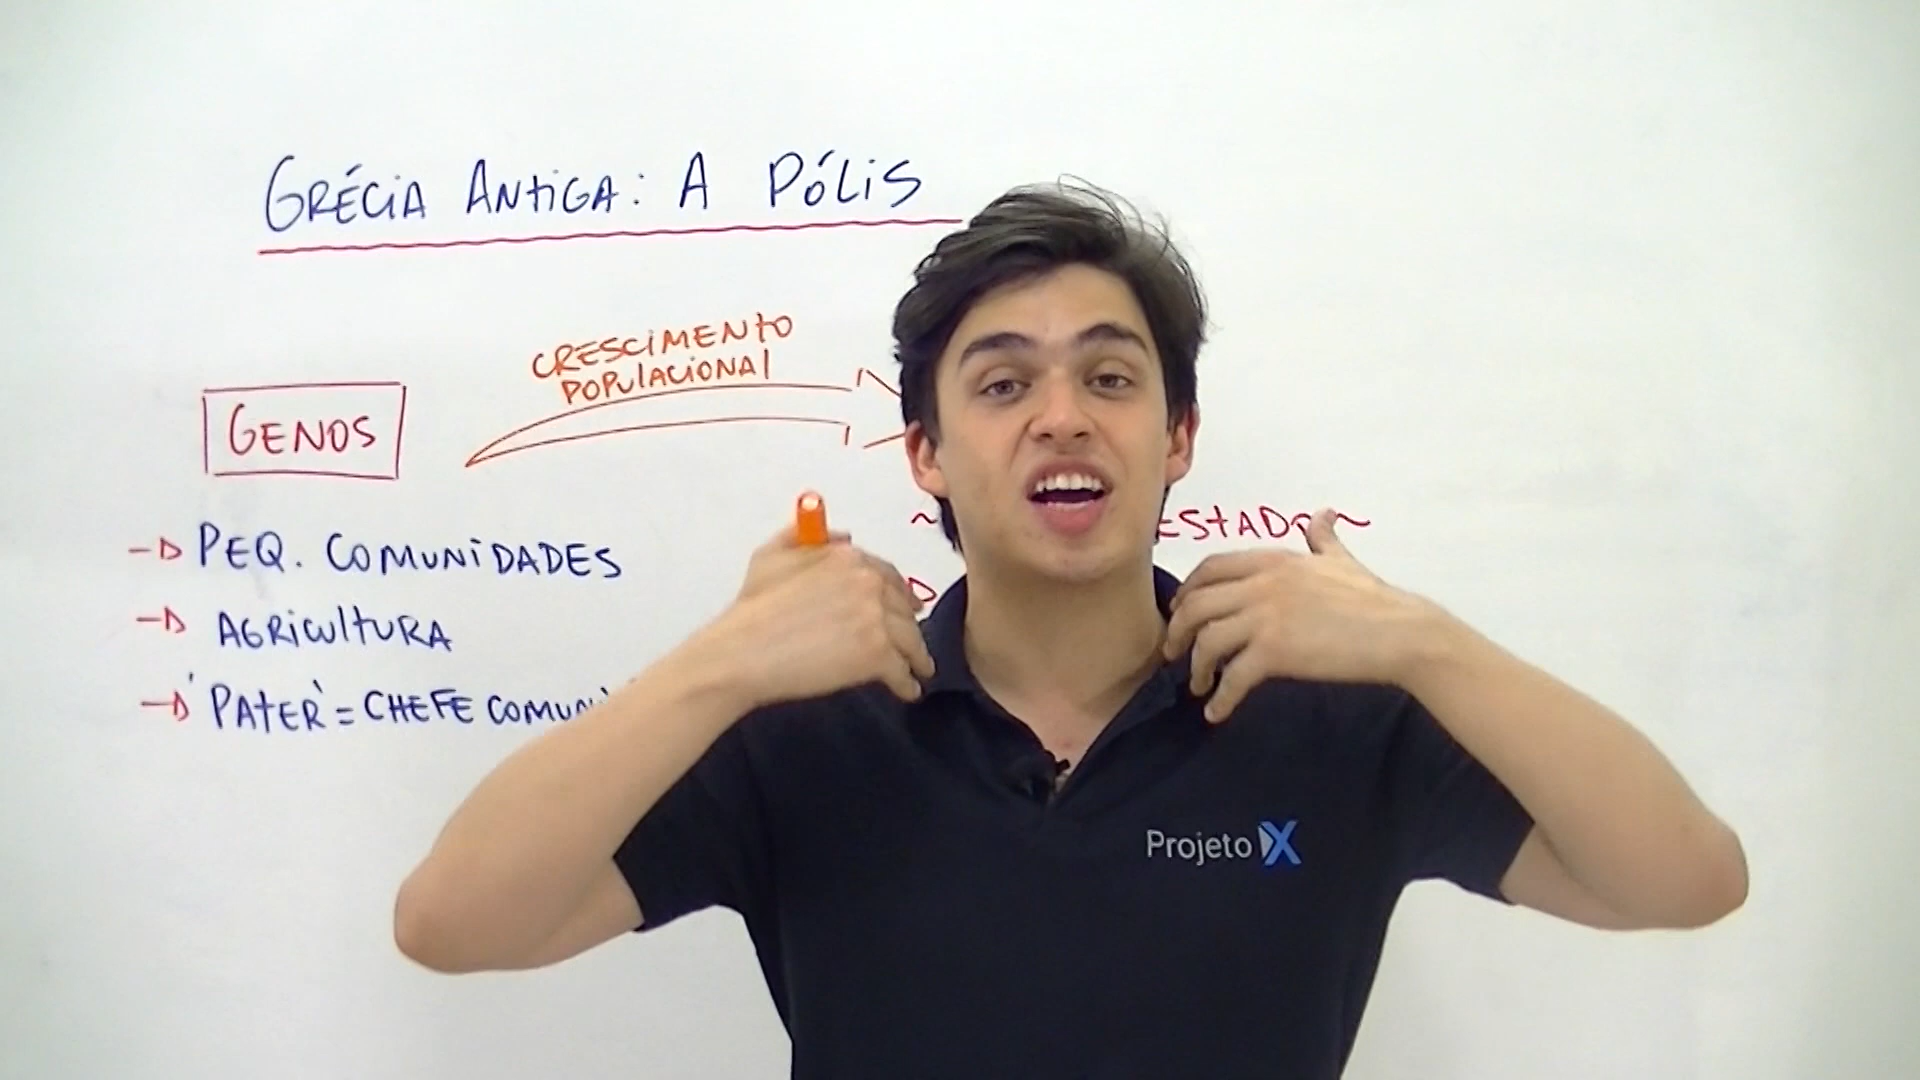 GRÉCIA ANTIGA: A PÓLIS
CRESCIMENTO
POPULACIONAL
GENOS
PEQ. COMUNIDADES
AGRICULTURA
'PATER' = CHEFE
~ ESTADO ~
Projeto X